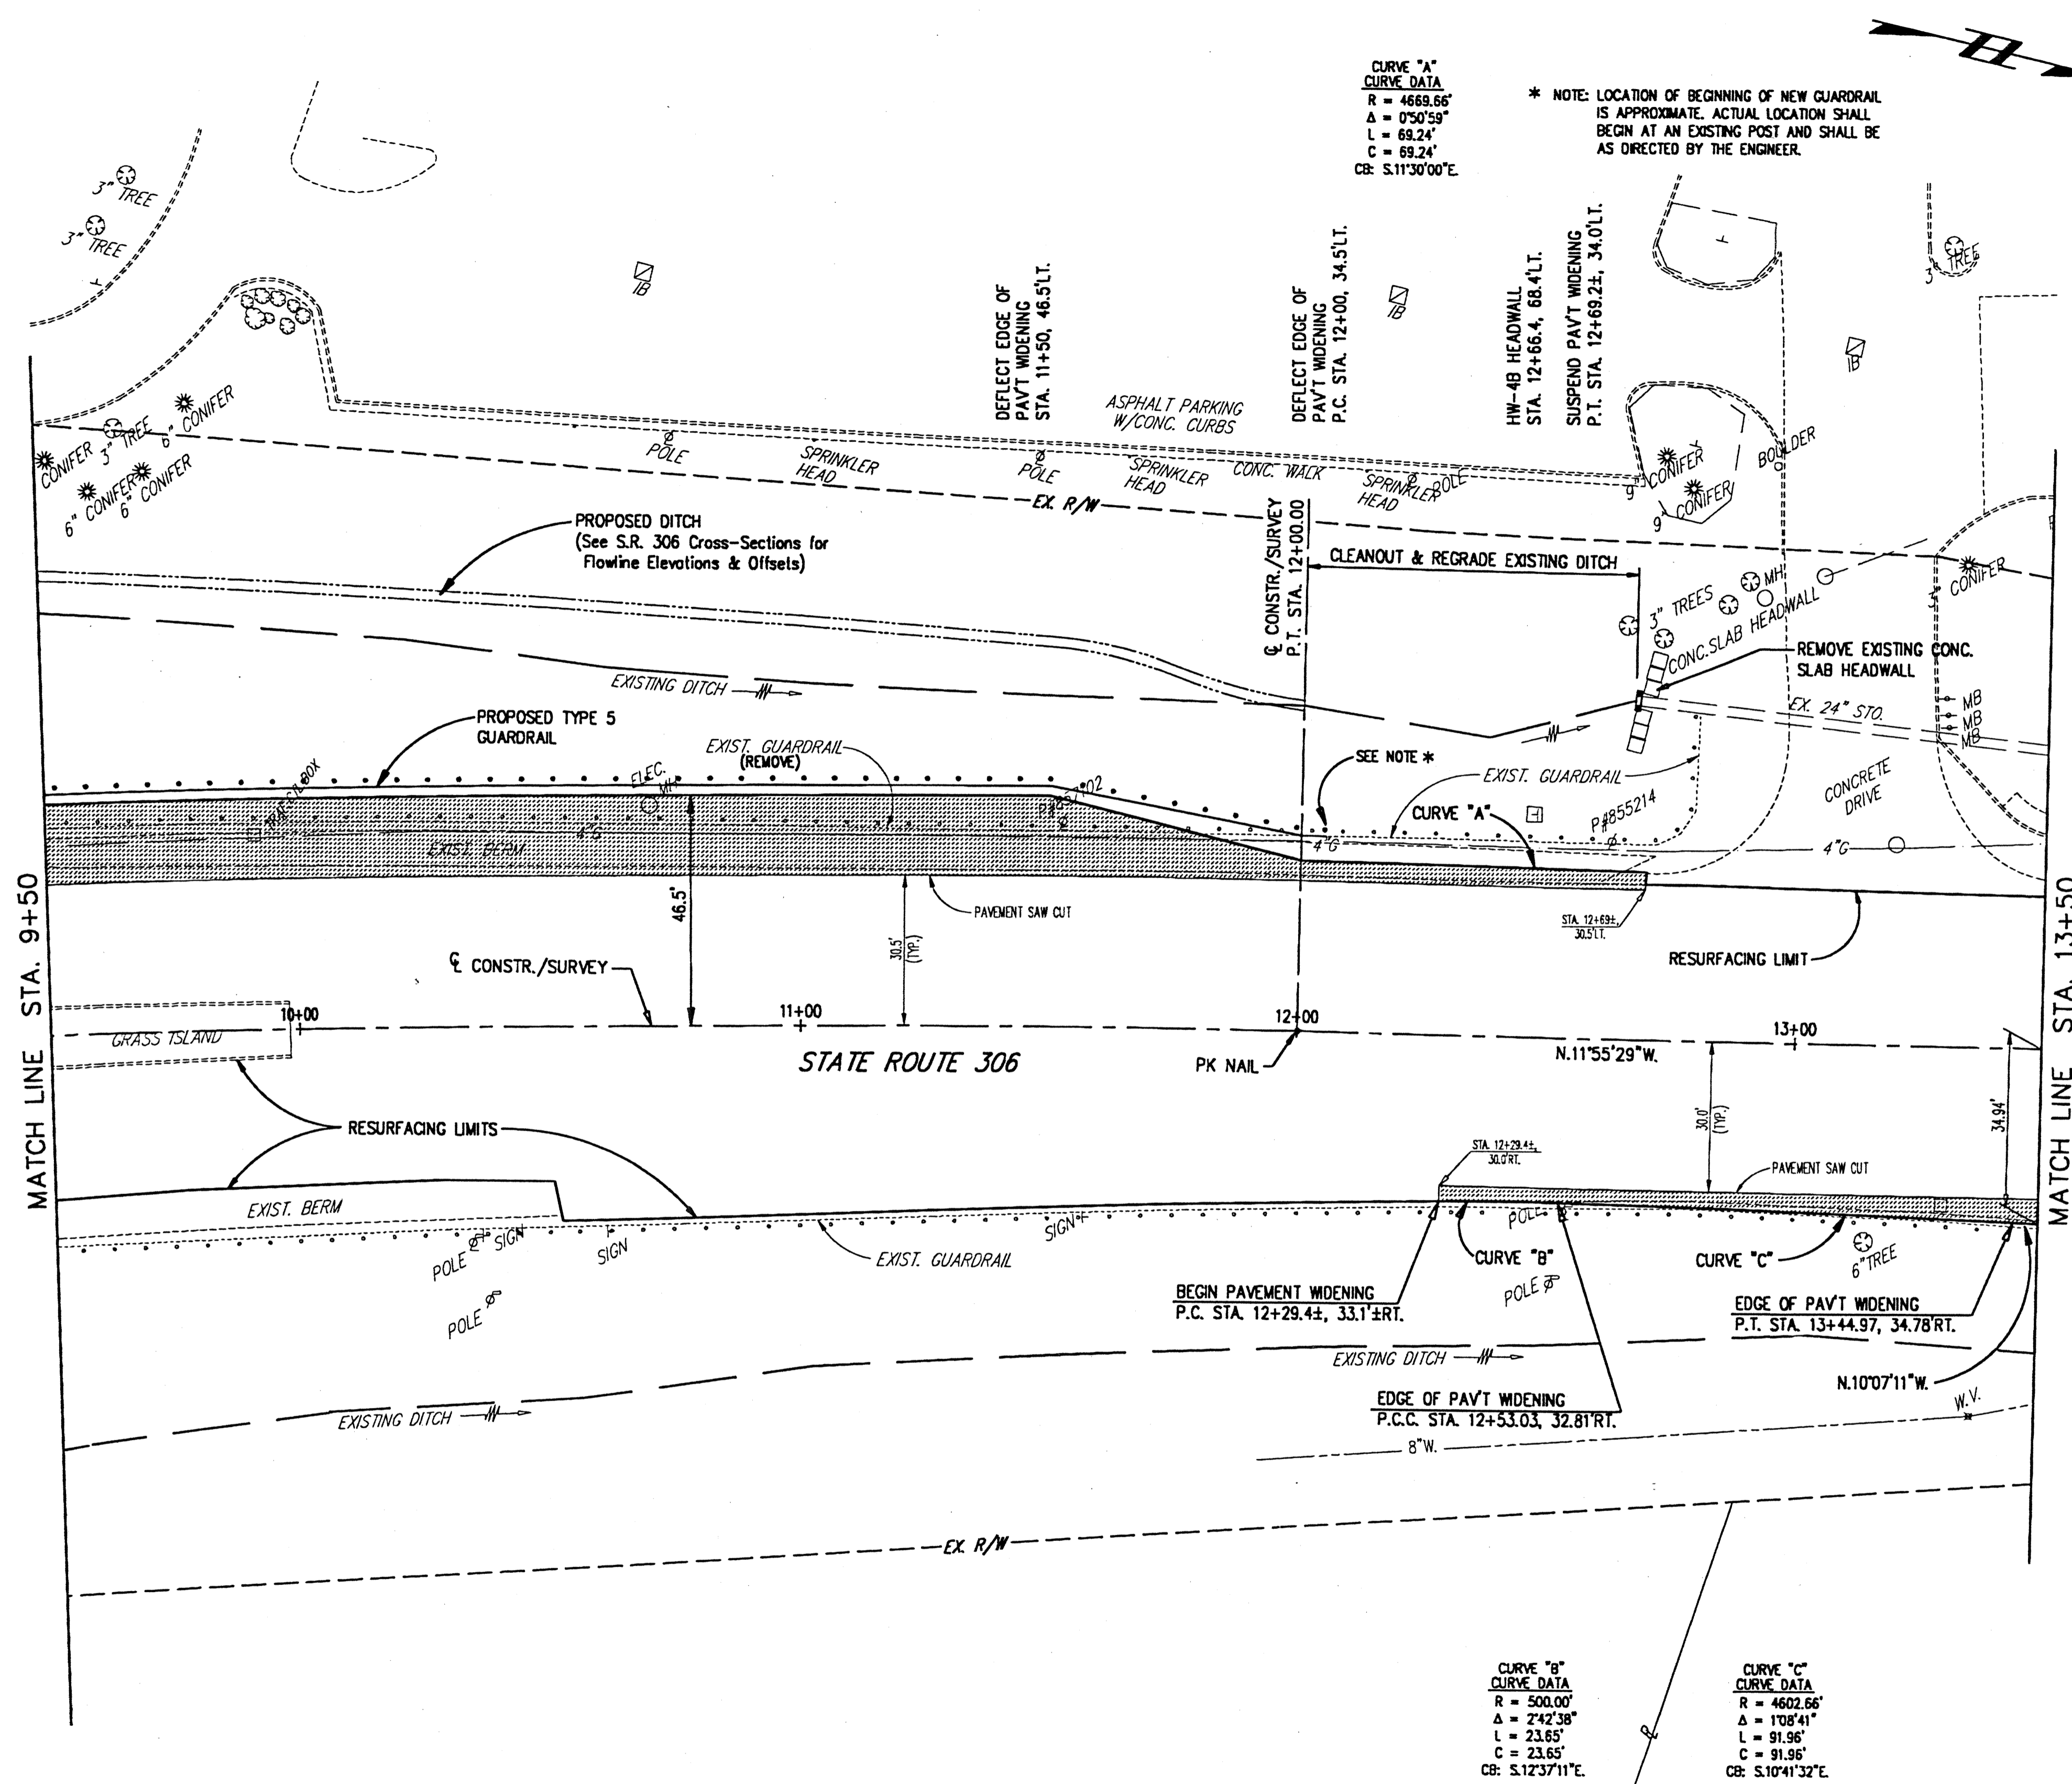 CURVE "A"
CURVE DATA
R = 4669.66'
Δ = 0°50'59"
L = 69.24'
C = 69.24'
CB: S.11°30'00"E.
* NOTE: LOCATION OF BEGINNING OF NEW GUARDRAIL
IS APPROXIMATE. ACTUAL LOCATION SHALL
BEGIN AT AN EXISTING POST AND SHALL BE
AS DIRECTED BY THE ENGINEER.
3" TREE
3" TREE
IB
DEFLECT EDGE OF
PAV'T WIDENING
STA. 11+50, 46.5'LT.
DEFLECT EDGE OF
PAV'T WIDENING
P.C. STA. 12+00, 34.5'LT.
IB
HW-4B HEADWALL
STA. 12+66.4, 68.4'LT.
SUSPEND PAV'T WIDENING
P.T. STA. 12+69.2±, 34.0'LT.
3" TREE
IB
CONIFER
3" TREE
6" CONIFER
6" CONIFER
6" CONIFER
ASPHALT PARKING
W/CONC. CURBS
POLE
SPRINKLER
HEAD
POLE
SPRINKLER
HEAD
CONC. WALK
SPRINKLER
HEAD
POLE
9" CONIFER
9" CONIFER
BOULDER
EX. R/W
PROPOSED DITCH
(See S.R. 306 Cross-Sections for
Flowline Elevations & Offsets)
℄ CONSTR./SURVEY
P.T. STA. 12+00.00
CLEANOUT & REGRADE EXISTING DITCH
3" TREES
MH
CONC.SLAB HEADWALL
3" CONIFER
REMOVE EXISTING CONC.
SLAB HEADWALL
EXISTING DITCH
EX. 24" STO.
MB
MB
MB
PROPOSED TYPE 5
GUARDRAIL
EXIST. GUARDRAIL
(REMOVE)
SEE NOTE *
EXIST. GUARDRAIL
CONCRETE
DRIVE
ELEC.
MH
CURVE "A"
P#855214
4"G
EXIST. BERM
4"G
4"G
46.5'
30.5'
(TYP.)
PAVEMENT SAW CUT
STA. 12+69±,
30.5'LT.
RESURFACING LIMIT
MATCH LINE STA. 9+50
MATCH LINE STA. 13+50
℄ CONSTR./SURVEY
GRASS ISLAND
10+00
11+00
12+00
13+00
STATE ROUTE 306
PK NAIL
N.11°55'29"W.
RESURFACING LIMITS
30.0'
(TYP.)
34.94'
STA. 12+29.4±,
30.0'RT.
PAVEMENT SAW CUT
EXIST. BERM
POLE
SIGN
SIGN
EXIST. GUARDRAIL
SIGN
POLE
POLE
CURVE "B"
POLE
CURVE "C"
6"TREE
BEGIN PAVEMENT WIDENING
P.C. STA. 12+29.4±, 33.1'±RT.
EDGE OF PAV'T WIDENING
P.T. STA. 13+44.97, 34.78'RT.
EXISTING DITCH
N.10°07'11"W.
EXISTING DITCH
EDGE OF PAV'T WIDENING
P.C.C. STA. 12+53.03, 32.81'RT.
W.V.
8"W.
EX. R/W
CURVE "B"
CURVE DATA
R = 500.00'
Δ = 2°42'38"
L = 23.65'
C = 23.65'
CB: S.12°37'11"E.
CURVE "C"
CURVE DATA
R = 4602.66'
Δ = 1°08'41"
L = 91.96'
C = 91.96'
CB: S.10°41'32"E.